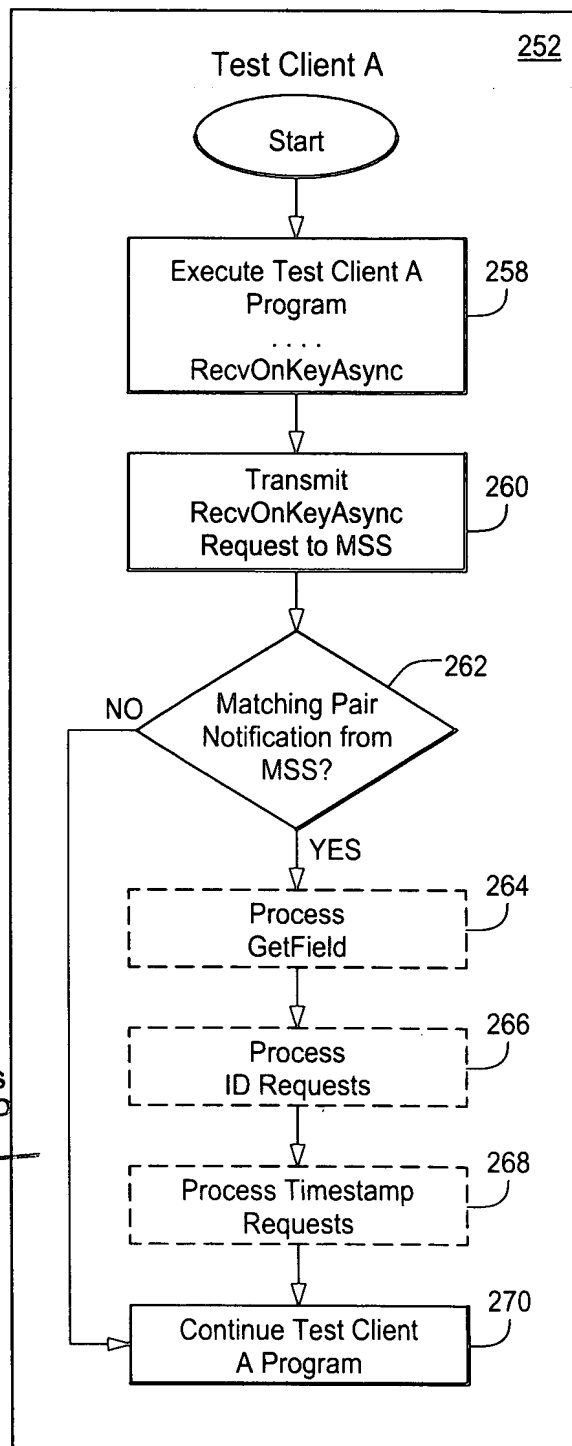 252
Test Client A
Start
Execute Test Client A
Program
. . . .
RecvOnKeyAsync
258
Transmit
RecvOnKeyAsync
Request to MSS
260
262
Matching Pair
Notification from
MSS?
NO
YES
264
Process
GetField
266
Process
ID Requests
268
Process Timestamp
Requests
270
Continue Test Client
A Program